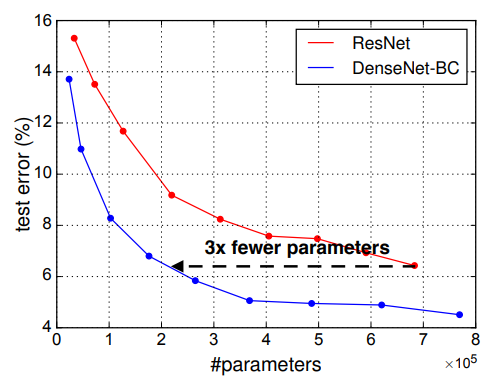 16
14
12
10
8
6
4
test error (%)
ResNet
DenseNet-BC
3x fewer parameters
0 1 2 3 4 5 6 7 8
×10⁵
#parameters